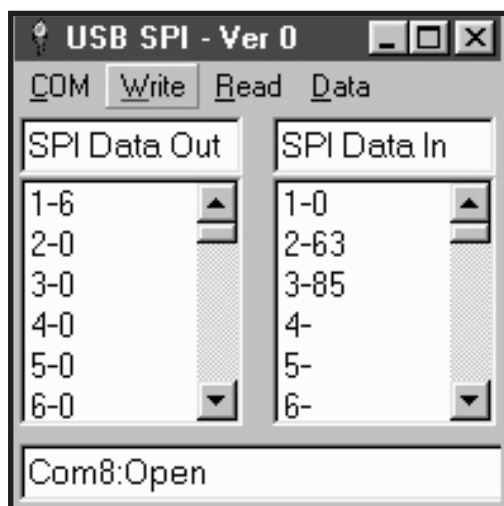 USB SPI - Ver 0
COM Write Read Data
SPI Data Out
1-6
2-0
3-0
4-0
5-0
6-0
SPI Data In
1-0
2-63
3-85
4-
5-
6-
Com8:Open